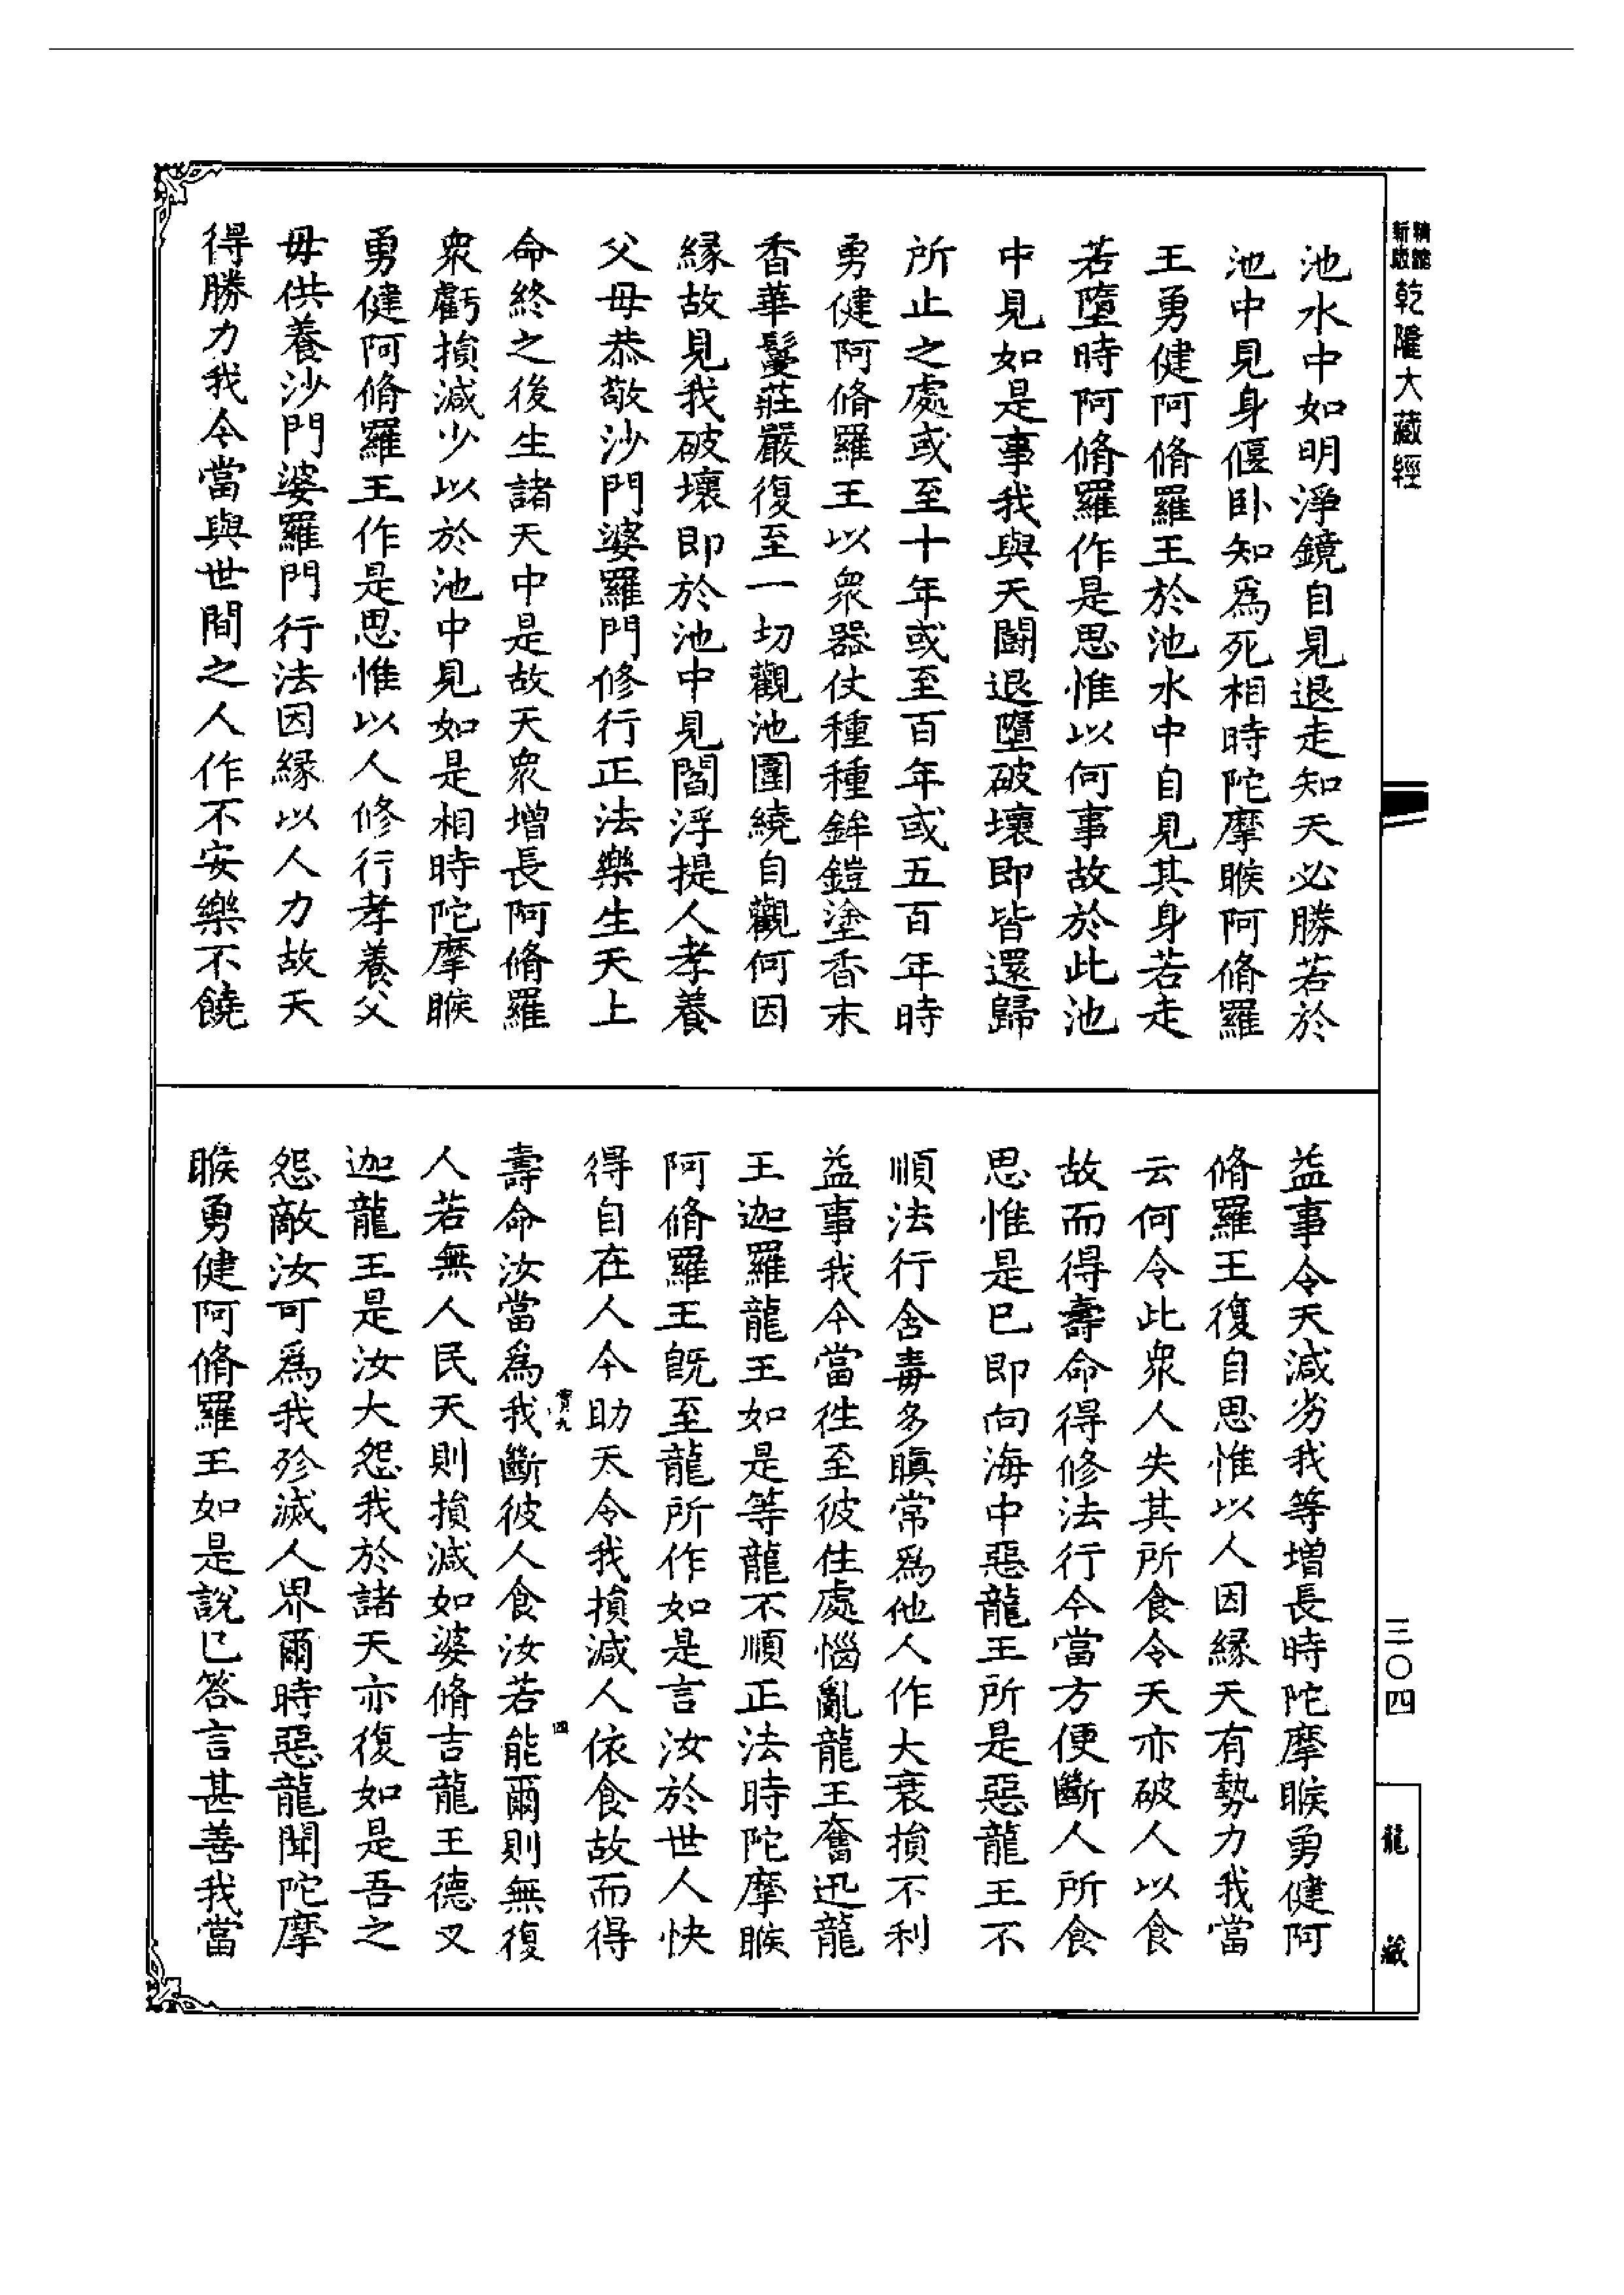 精誠
新版
乾隆大藏經
池水中如明淨鏡自見退走知天必勝若於
池中見身偃卧知爲死相時陀摩睺阿脩羅
王勇健阿脩羅王於池水中自見其身若走
若墮時阿脩羅作是思惟以何事故於此池
中見如是事我與天鬪退墮破壞即皆還歸
所止之處或至十年或至百年或五百年時
勇健阿脩羅王以衆器仗種種鉾鎧塗香末
香華鬘莊嚴復至一切觀池圍繞自觀何因
緣故見我破壞即於池中見閻浮提人孝養
父母恭敬沙門婆羅門修行正法樂生天上
命終之後生諸天中是故天衆增長阿脩羅
衆虧損減少以於池中見如是相時陀摩睺
勇健阿脩羅王作是思惟以人修行孝養父
母供養沙門婆羅門行法因緣以人力故天
得勝力我今當與世間之人作不安樂不饒
益事令天減劣我等增長時陀摩睺勇健阿
脩羅王復自思惟以人因緣天有勢力我當
云何令此衆人失其所食令天亦破人以食
故而得壽命得修法行今當方便斷人所食
思惟是已即向海中惡龍王所是惡龍王不
順法行含毒多瞋常爲他人作大衰損不利
益事我今當往至彼住處惱亂龍王奮迅龍
王迦羅龍王如是等龍不順正法時陀摩睺
阿脩羅王既至龍所作如是言汝於世人快
得自在人今助天令我損減人依食故而得
壽命汝當爲我斷彼人食汝若能爾則無復
人若無人民天則損減如婆脩吉龍王德叉
迦龍王是汝大怨我於諸天亦復如是吾之
怨敵汝可爲我殄滅人界爾時惡龍聞陀摩
睺勇健阿脩羅王如是說已答言甚善我當
寶九
四
三〇四
龍藏